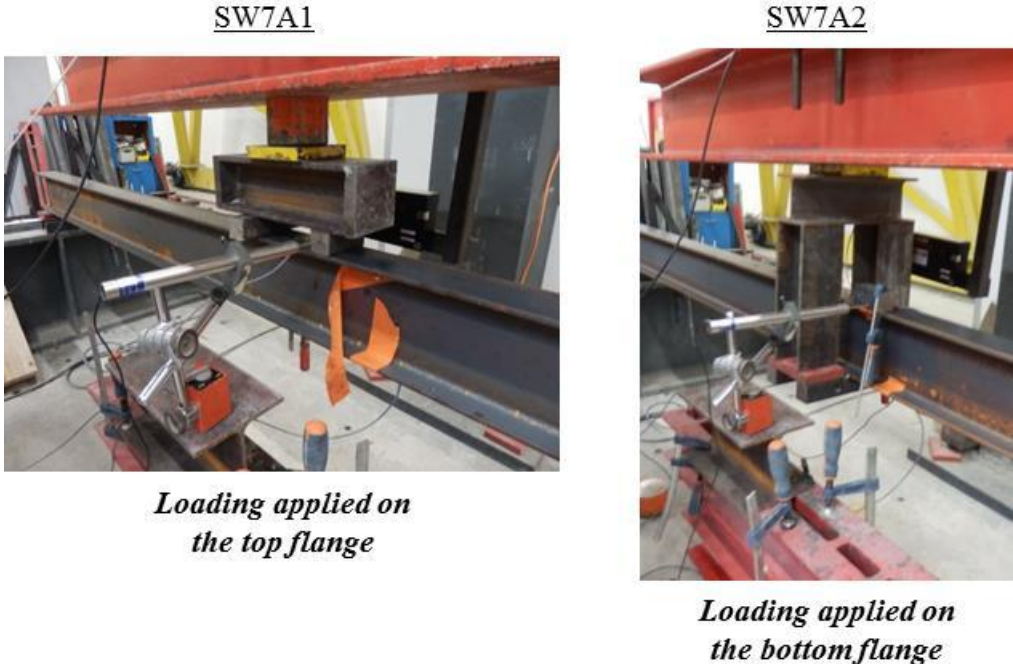 SW7A1
SW7A2
Loading applied on
the top flange
Loading applied on
the bottom flange